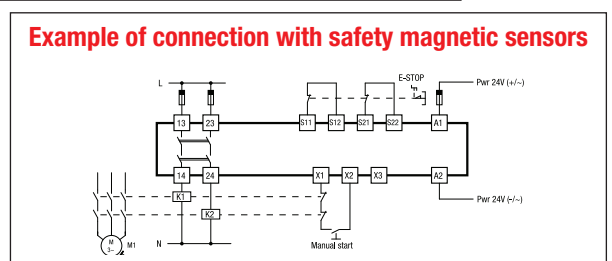 Example of connection with safety magnetic sensors
L
E-STOP
Pwr 24V (+/~)
13
23
S11
S12
S21
S22
A1
14
24
X1
X2
X3
A2
K1
K2
Pwr 24V (-/~)
M
3~
M1
N
Manual start